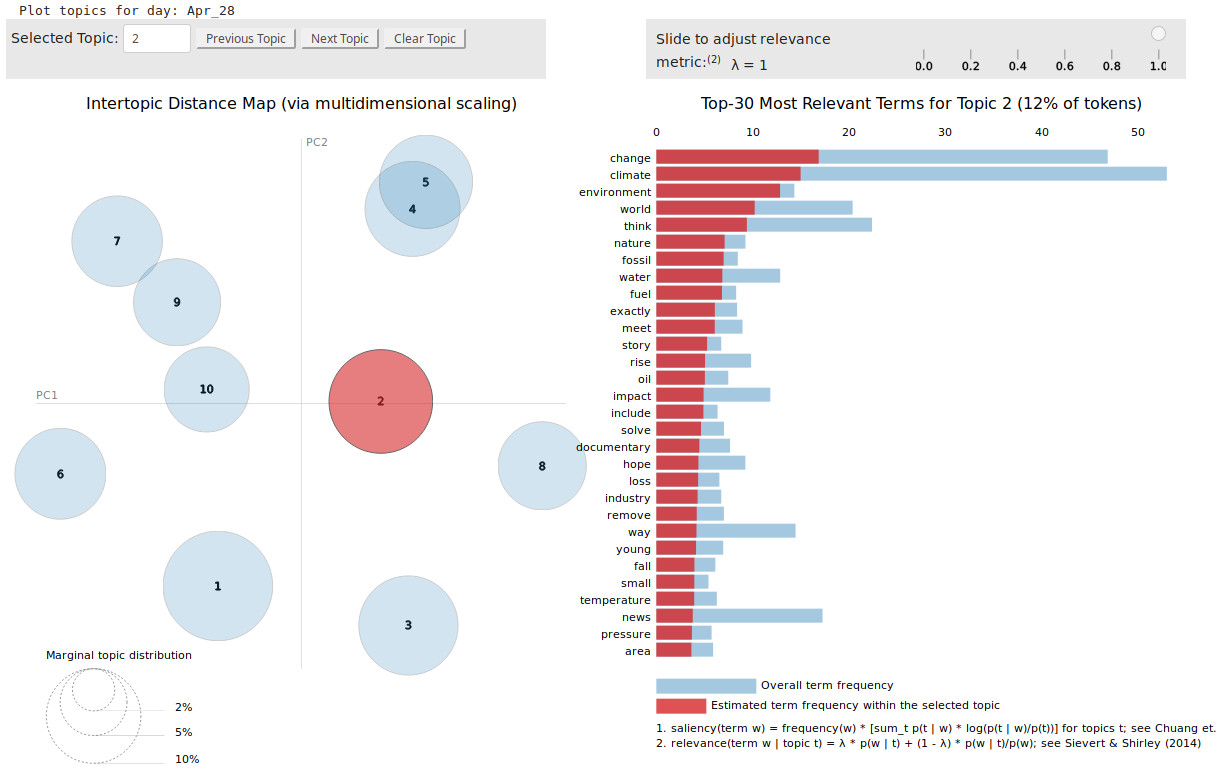 Plot topics for day: Apr_28
Selected Topic: 2 Previous Topic Next Topic Clear Topic
Slide to adjust relevance
metric:(2) λ = 1
0.0 0.2 0.4 0.6 0.8 1.0
Intertopic Distance Map (via multidimensional scaling)
PC2
5
4
7
9
10
PC1
2
6
8
1
3
Marginal topic distribution
2%
5%
10%
Top-30 Most Relevant Terms for Topic 2 (12% of tokens)
0 10 20 30 40 50
change
climate
environment
world
think
nature
fossil
water
fuel
exactly
meet
story
rise
oil
impact
include
solve
documentary
hope
loss
industry
remove
way
young
fall
small
temperature
news
pressure
area
Overall term frequency
Estimated term frequency within the selected topic
1. saliency(term w) = frequency(w) * [sum_t p(t | w) * log(p(t | w)/p(t))] for topics t; see Chuang et.
2. relevance(term w | topic t) = λ * p(w | t) + (1 - λ) * p(w | t)/p(w); see Sievert & Shirley (2014)